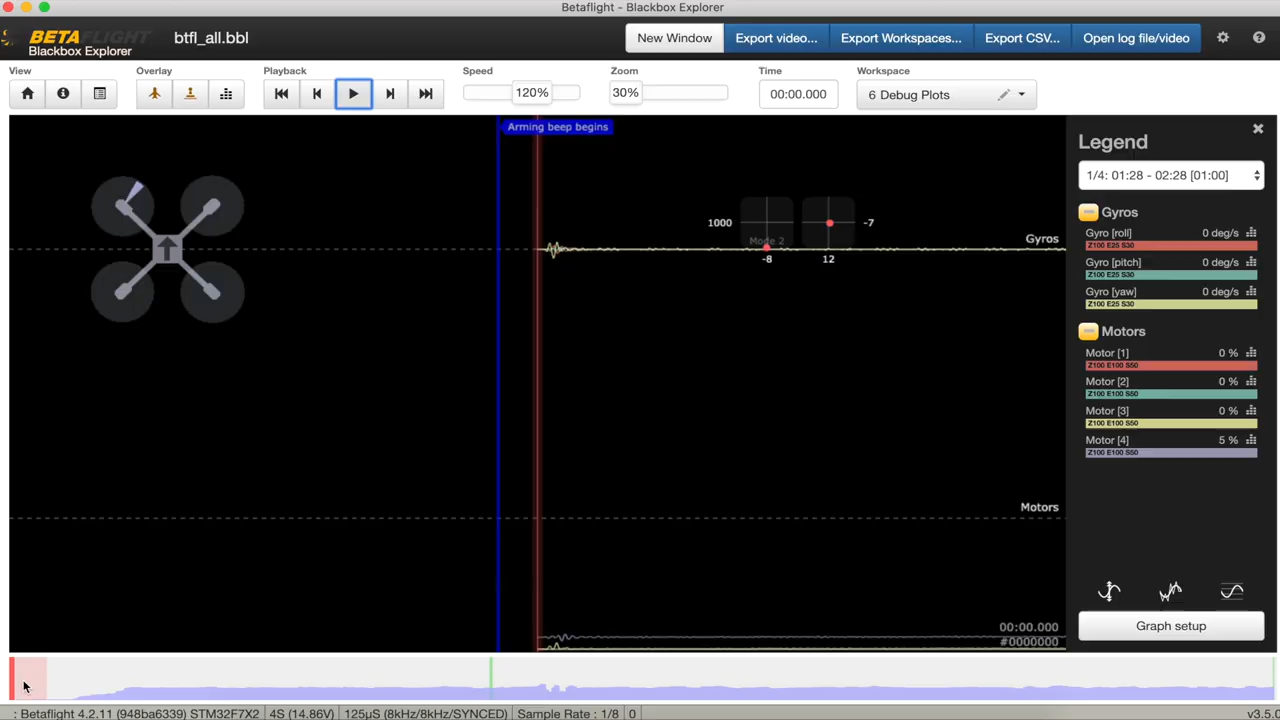 Betaflight - Blackbox Explorer
BETAFLIGHT
Blackbox Explorer
btfl_all.bbl
New Window
Export video...
Export Workspaces...
Export CSV...
Open log file/video
View
Overlay
Playback
Speed
Zoom
Time
Workspace
120%
30%
00:00.000
6 Debug Plots
Arming beep begins
1000
Mode 2
-7
-8
12
Gyros
Motors
00:00.000
#0000000
Legend
1/4: 01:28 - 02:28 [01:00]
Gyros
Gyro [roll] 0 deg/s
Z100 E25 S30
Gyro [pitch] 0 deg/s
Z100 E25 S30
Gyro [yaw] 0 deg/s
Z100 E25 S30
Motors
Motor [1] 0 %
Z100 E100 S50
Motor [2] 0 %
Z100 E100 S50
Motor [3] 0 %
Z100 E100 S50
Motor [4] 5 %
Z100 E100 S50
Graph setup
: Betaflight 4.2.11 (948ba6339) STM32F7X2 4S (14.86V) 125µS (8kHz/8kHz/SYNCED) Sample Rate : 1/8 0 v3.5.0